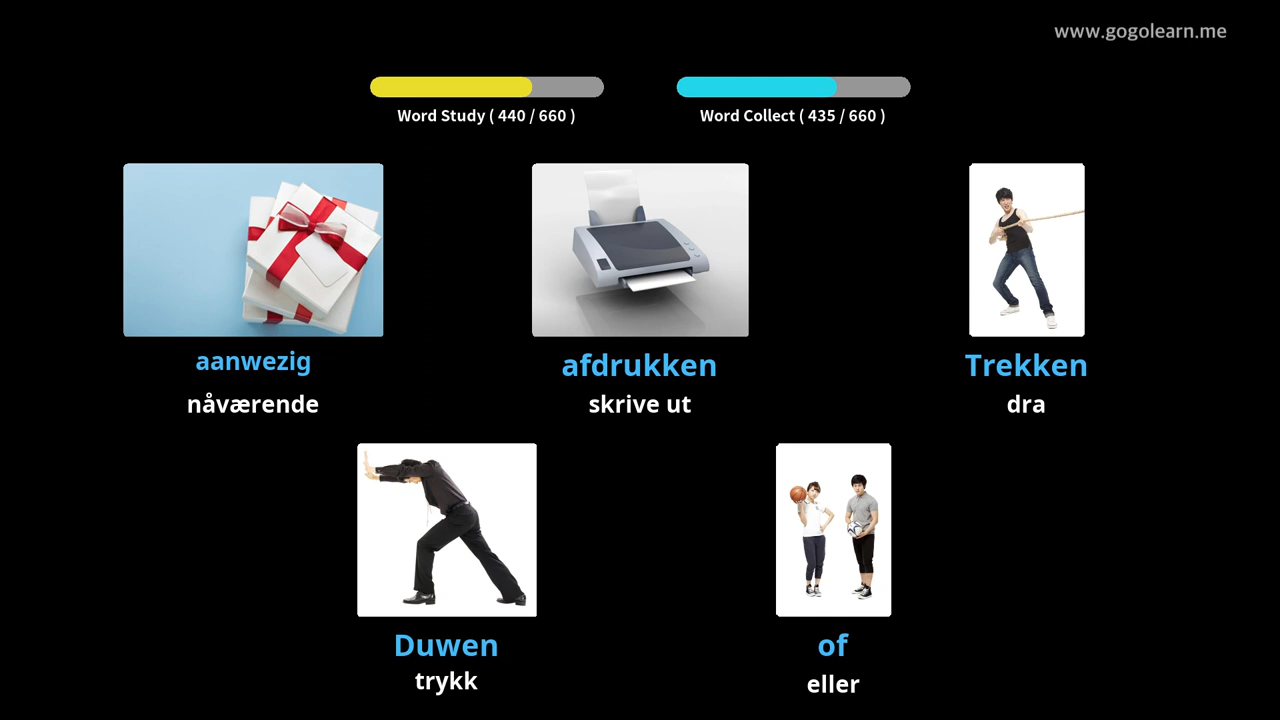 www.gogolearn.me
Word Study ( 440 / 660 )
Word Collect ( 435 / 660 )
aanwezig
nåværende
afdrukken
skrive ut
Trekken
dra
Duwen
trykk
of
eller